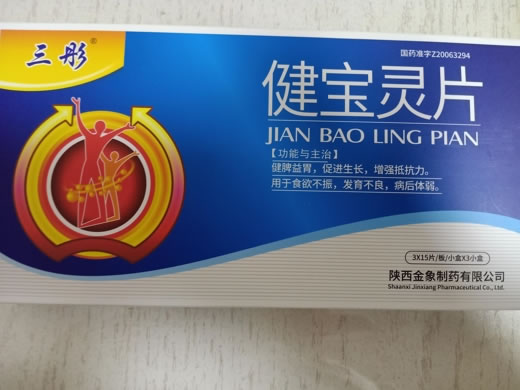 三彤®
国药准字Z20063294
健宝灵片
JIAN BAO LING PIAN
【功能与主治】
健脾益胃，促进生长，增强抵抗力。
用于食欲不振，发育不良，病后体弱。
3X15片/板/小盒X3小盒
陕西金象制药有限公司
Shaanxi Jinxiang Pharmaceutical Co., Ltd.